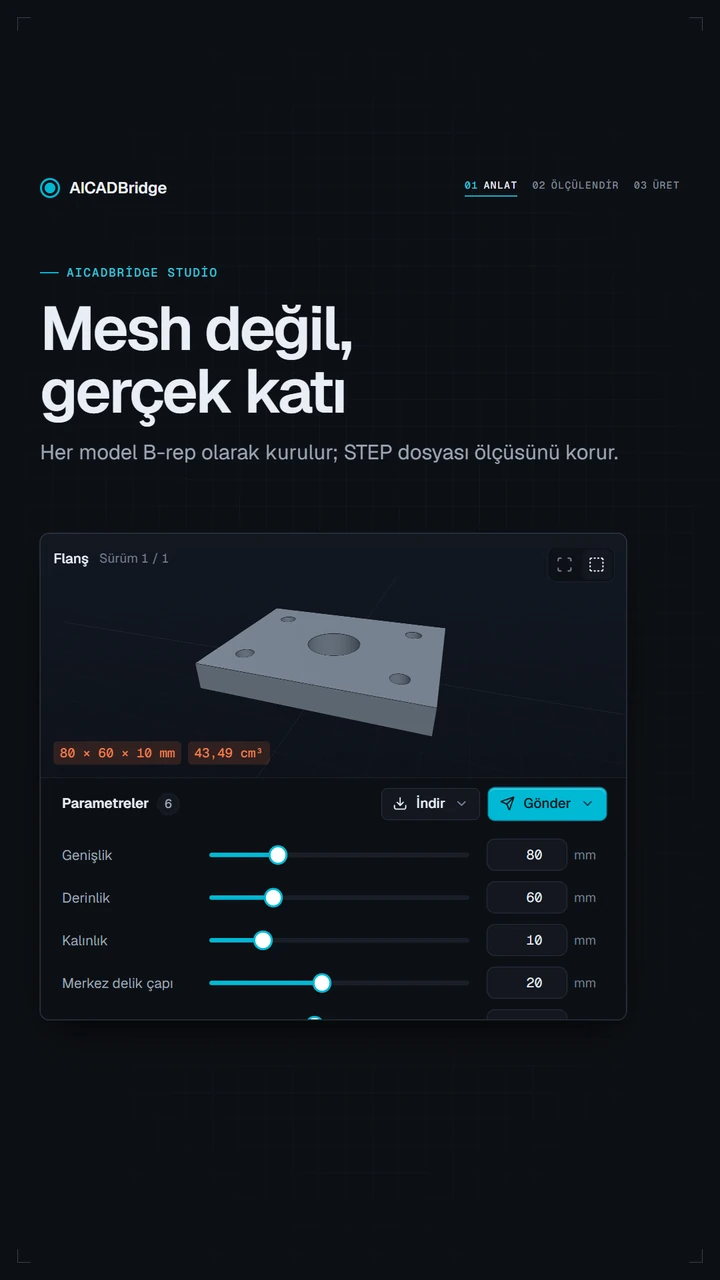 AICADBridge
01 ANLAT 02 ÖLÇÜLENDİR 03 ÜRET
AICADBRİDGE STUDİO
Mesh değil,
gerçek katı
Her model B-rep olarak kurulur; STEP dosyası ölçüsünü korur.
Flanş Sürüm 1 / 1
80 × 60 × 10 mm 43,49 cm³
Parametreler 6 İndir Gönder
Genişlik 80 mm
Derinlik 60 mm
Kalınlık 10 mm
Merkez delik çapı 20 mm